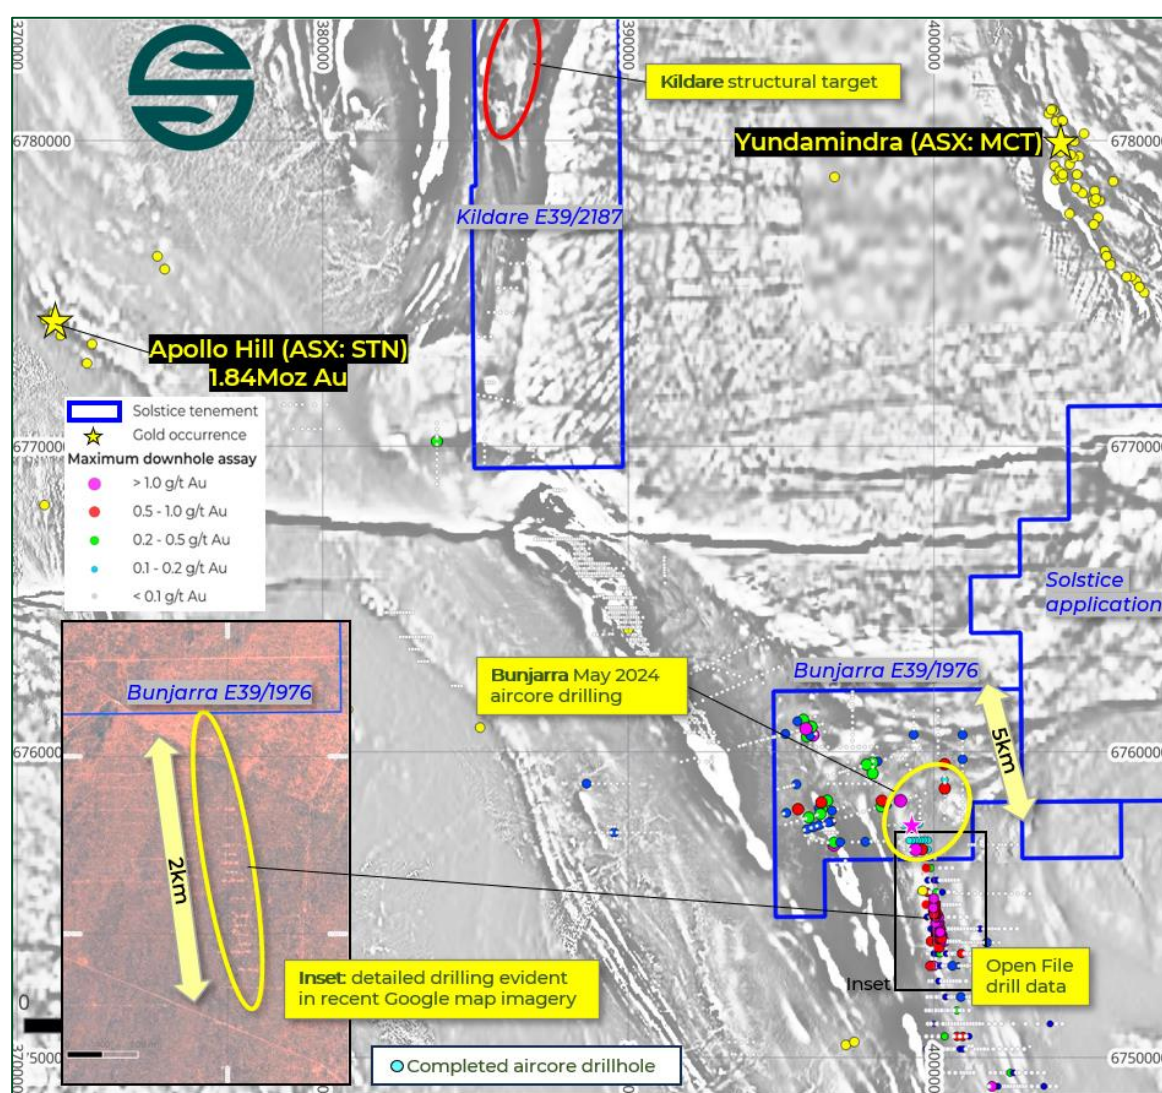 370000
380000
390000
400000
Kildare structural target
6780000
Yundamindra (ASX: MCT)
6780000
Kildare E39/2187
Apollo Hill (ASX: STN)
1.84Moz Au
Solstice tenement
Gold occurrence
Maximum downhole assay
> 1.0 g/t Au
0.5 - 1.0 g/t Au
0.2 - 0.5 g/t Au
0.1 - 0.2 g/t Au
< 0.1 g/t Au
6770000
6770000
Solstice
application
Bunjarra May 2024
aircore drilling
Bunjarra E39/1976
5km
Bunjarra E39/1976
2km
6760000
6760000
Inset: detailed drilling evident
in recent Google map imagery
Inset
Open File
drill data
0
Completed aircore drillhole
6750000